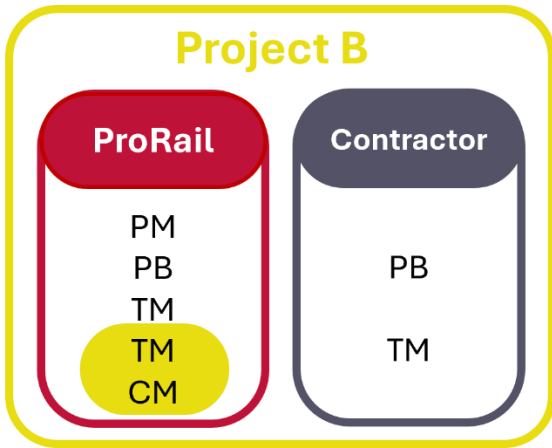 Project B
ProRail
PM
PB
TM
TM
CM
Contractor
PB
TM